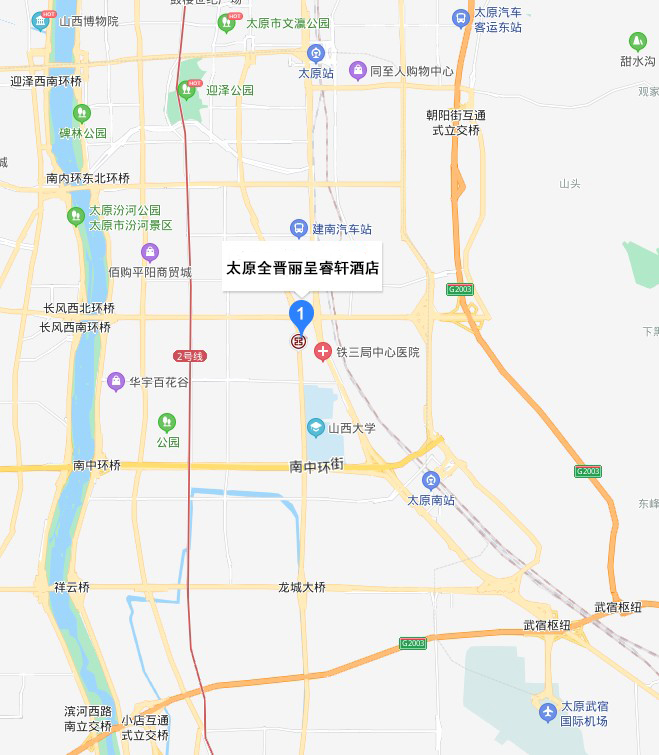 山西博物院
HOT
太原市文瀛公园
HOT
太原汽车
客运东站
太原站
同至人购物中心
甜水沟
迎泽西南环桥
迎泽公园
HOT
观家
碑林公园
朝阳街互通
式立交桥
城
南内环东北环桥
山头
太原汾河公园
太原市汾河景区
建南汽车站
佰购平阳商贸城
太原全晋丽呈睿轩酒店
G2003
长风西北环桥
1
长风西南环桥
下黑
2号线
铁三局中心医院
华宇百花谷
公园
山西大学
南中环桥
南中环街
G2003
太原南站
东峰
祥云桥
龙城大桥
武宿枢纽
武宿枢纽
G2003
滨河西路
南立交桥
小店互通
式立交桥
太原武宿
国际机场